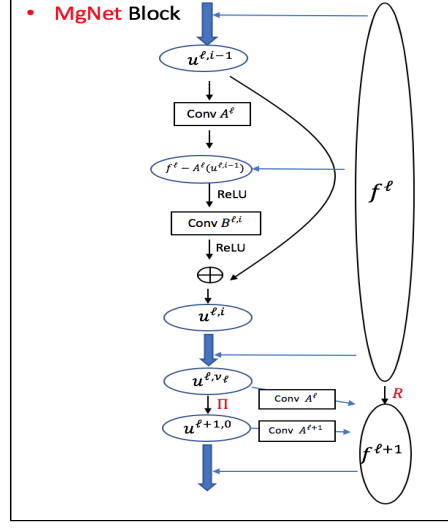 • MgNet Block
u^{ℓ,i−1}
Conv A^ℓ
f^ℓ − A^ℓ(u^{ℓ,i−1})
f^ℓ
ReLU
Conv B^{ℓ,i}
ReLU
u^{ℓ,i}
u^{ℓ,ν_ℓ}
Conv A^ℓ
R
Π
u^{ℓ+1,0}
Conv A^{ℓ+1}
f^{ℓ+1}